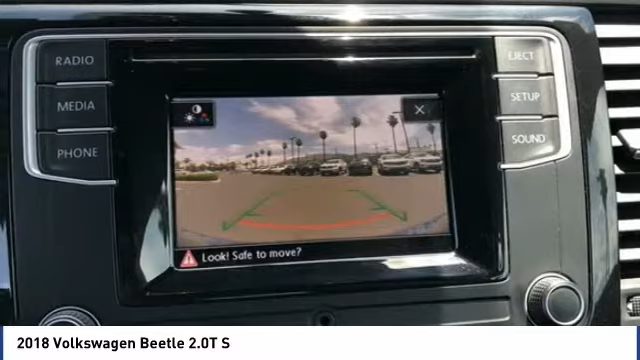 RADIO
MEDIA
PHONE
EJECT
SETUP
SOUND
Look! Safe to move?
2018 Volkswagen Beetle 2.0T S